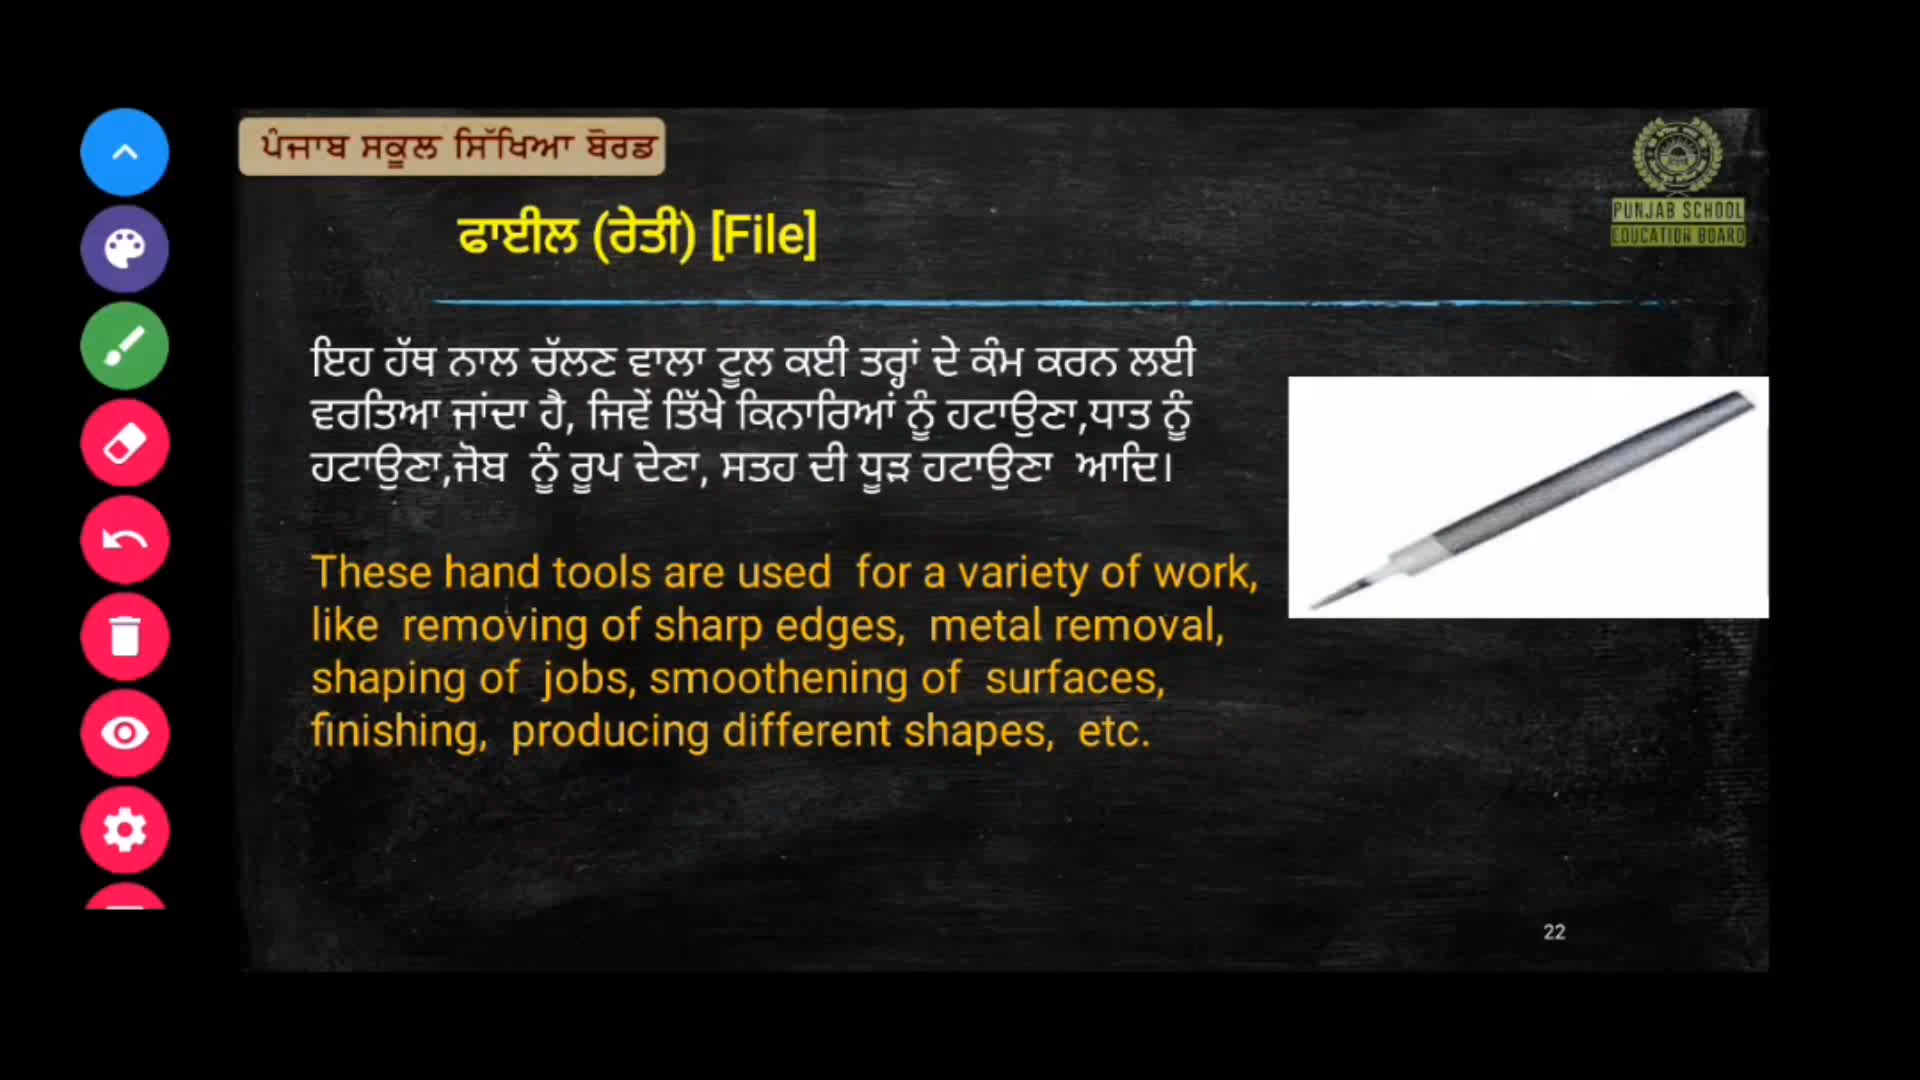 ਪੰਜਾਬ ਸਕੂਲ ਸਿੱਖਿਆ ਬੋਰਡ
PUNJAB SCHOOL
EDUCATION BOARD
ਫਾਈਲ (ਰੇਤੀ) [File]
ਇਹ ਹੱਥ ਨਾਲ ਚੱਲਣ ਵਾਲਾ ਟੂਲ ਕਈ ਤਰ੍ਹਾਂ ਦੇ ਕੰਮ ਕਰਨ ਲਈ
ਵਰਤਿਆ ਜਾਂਦਾ ਹੈ, ਜਿਵੇਂ ਤਿੱਖੇ ਕਿਨਾਰਿਆਂ ਨੂੰ ਹਟਾਉਣਾ,ਧਾਤ ਨੂੰ
ਹਟਾਉਣਾ,ਜੋਬ ਨੂੰ ਰੂਪ ਦੇਣਾ, ਸਤਹ ਦੀ ਧੂੜ ਹਟਾਉਣਾ ਆਦਿ।
These hand tools are used for a variety of work,
like removing of sharp edges, metal removal,
shaping of jobs, smoothening of surfaces,
finishing, producing different shapes, etc.
22